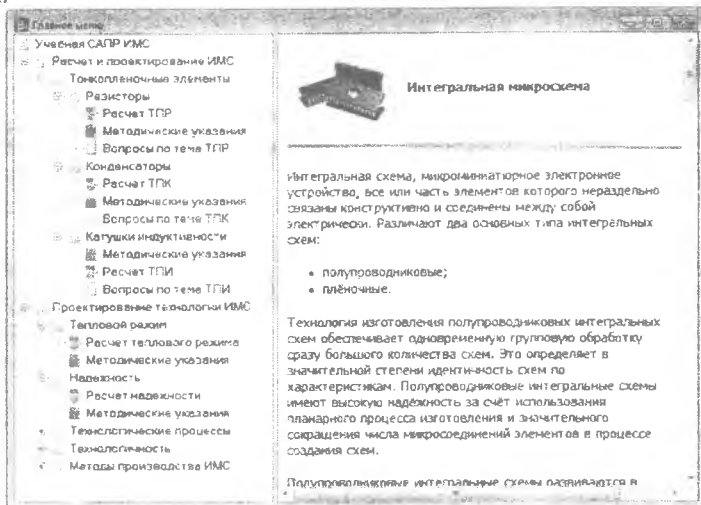 Главное меню
Учебная САПР ИМС
Расчет и проектирование ИМС
Тонкопленочные элементы
Резисторы
Расчет ТПР
Методические указания
Вопросы по теме ТПР
Конденсаторы
Расчет ТПК
Методические указания
Вопросы по теме ТПК
Катушки индуктивности
Методические указания
Расчет ТПИ
Вопросы по теме ТПИ
Проектирование технологии ИМС
Тепловой режим
Расчет теплового режима
Методические указания
Надежность
Расчет надежности
Методические указания
Технологические процессы
Технологичность
Методы производства ИМС
Интегральная микросхема
Интегральная схема, микроминиатюрное электронное
устройство, все или часть элементов которого нераздельно
связаны конструктивно и соединены между собой
электрически. Различают два основных типа интегральных
схем:
• полупроводниковые;
• плёночные.
Технология изготовления полупроводниковых интегральных
схем обеспечивает одновременную групповую обработку
сразу большого количества схем. Это определяет в
значительной степени идентичность схем по
характеристикам. Полупроводниковые интегральные схемы
имеют высокую надёжность за счёт использования
планарного процесса изготовления и значительного
сокращения числа микросоединений элементов в процессе
создания схем.
Полупроводниковые интегральные схемы развиваются в